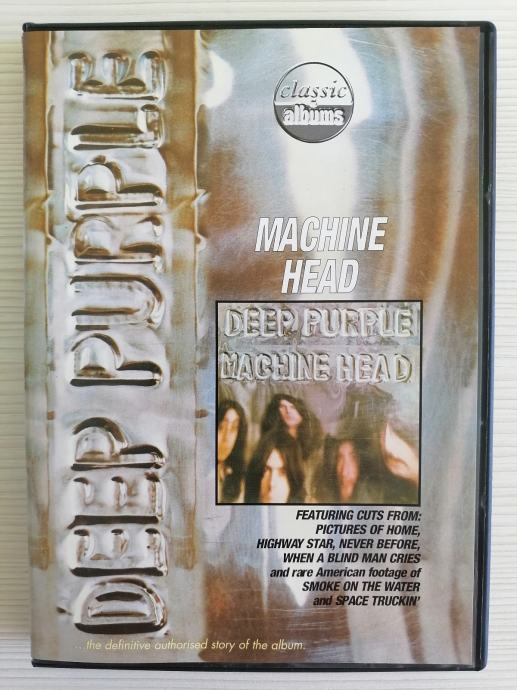 DEEP PURPLE
classic
albums
MACHINE
HEAD
DEEP PURPLE
MACHINE HEAD
FEATURING CUTS FROM:
PICTURES OF HOME,
HIGHWAY STAR, NEVER BEFORE,
WHEN A BLIND MAN CRIES
and rare American footage of
SMOKE ON THE WATER
and SPACE TRUCKIN'
...the definitive authorised story of the album.